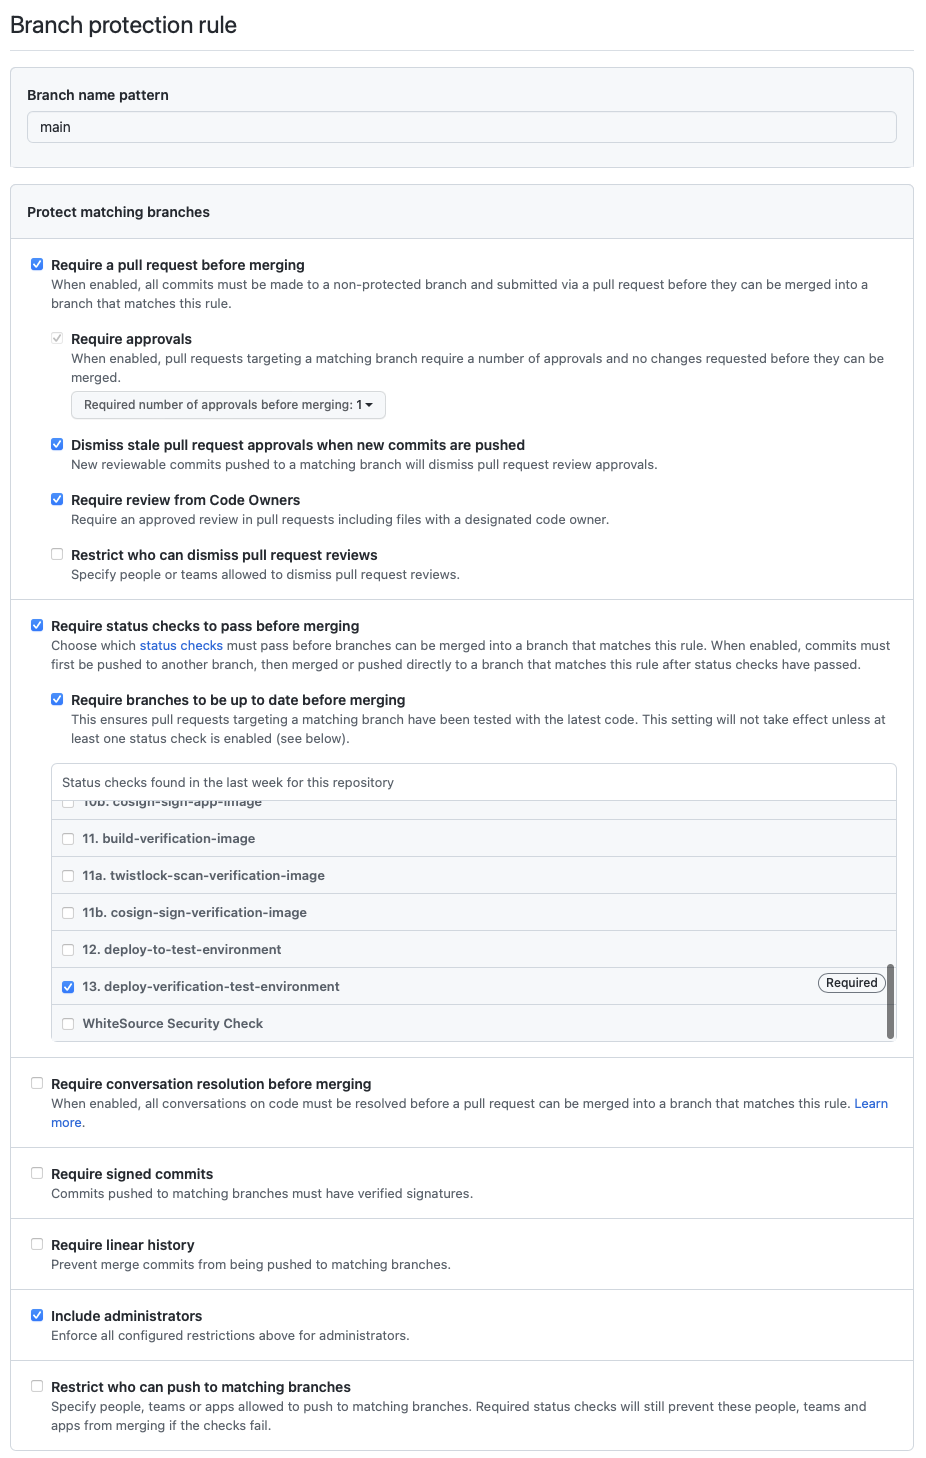 Branch protection rule
Branch name pattern
main
Protect matching branches
Require a pull request before merging
When enabled, all commits must be made to a non-protected branch and submitted via a pull request before they can be merged into a
branch that matches this rule.
Require approvals
When enabled, pull requests targeting a matching branch require a number of approvals and no changes requested before they can be
merged.
Required number of approvals before merging: 1
Dismiss stale pull request approvals when new commits are pushed
New reviewable commits pushed to a matching branch will dismiss pull request review approvals.
Require review from Code Owners
Require an approved review in pull requests including files with a designated code owner.
Restrict who can dismiss pull request reviews
Specify people or teams allowed to dismiss pull request reviews.
Require status checks to pass before merging
Choose which status checks must pass before branches can be merged into a branch that matches this rule. When enabled, commits must
first be pushed to another branch, then merged or pushed directly to a branch that matches this rule after status checks have passed.
Require branches to be up to date before merging
This ensures pull requests targeting a matching branch have been tested with the latest code. This setting will not take effect unless at
least one status check is enabled (see below).
Status checks found in the last week for this repository
10b. cosign-sign-app-image
11. build-verification-image
11a. twistlock-scan-verification-image
11b. cosign-sign-verification-image
12. deploy-to-test-environment
13. deploy-verification-test-environment Required
WhiteSource Security Check
Require conversation resolution before merging
When enabled, all conversations on code must be resolved before a pull request can be merged into a branch that matches this rule. Learn
more.
Require signed commits
Commits pushed to matching branches must have verified signatures.
Require linear history
Prevent merge commits from being pushed to matching branches.
Include administrators
Enforce all configured restrictions above for administrators.
Restrict who can push to matching branches
Specify people, teams or apps allowed to push to matching branches. Required status checks will still prevent these people, teams and
apps from merging if the checks fail.